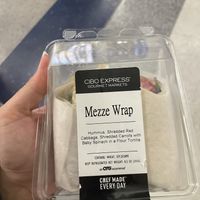 CIBO EXPRESS
GOURMET MARKETS
Mezze Wrap
Hummus, Shredded Red
Cabbage, Shredded Carrots with
Baby Spinach in a Flour Tortilla
CHEF MADE
EVERY DAY